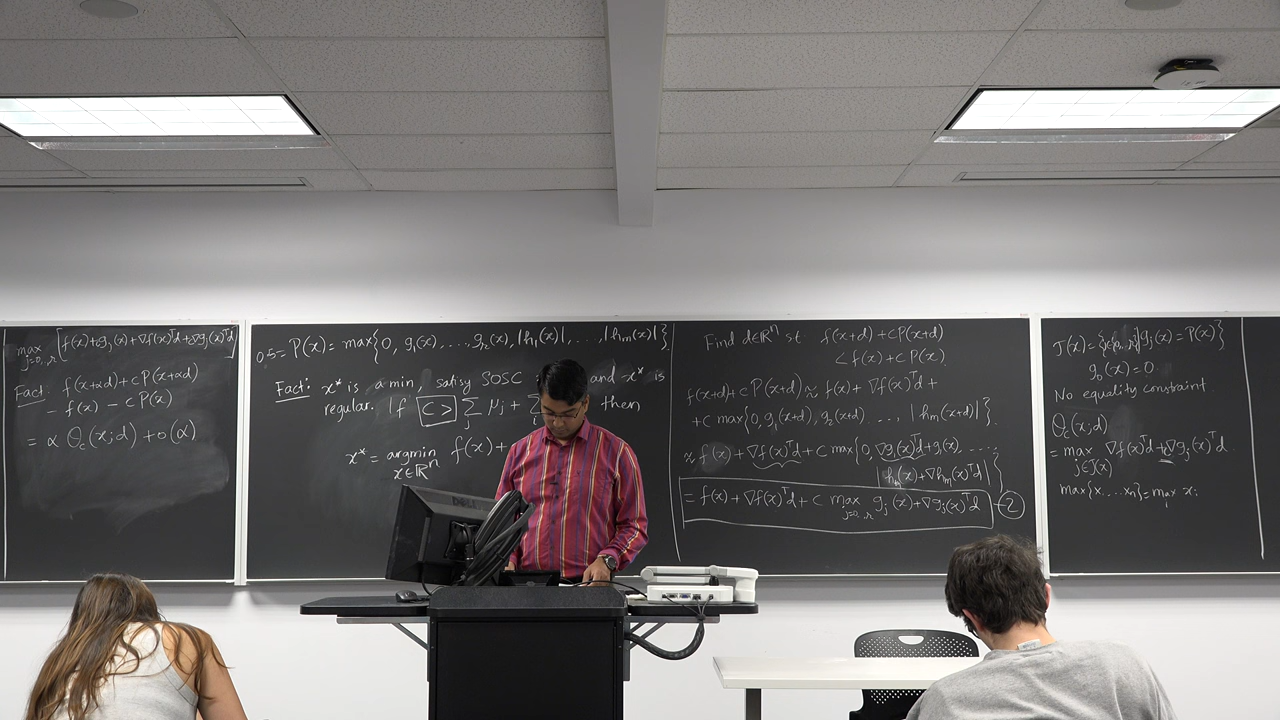 max [f(x)+g_j(x)+∇f(x)^T d+∇g_j(x)^T d]
j=0,..r
Fact: f(x+αd)+cP(x+αd)
- f(x) - cP(x)
= α θ_c(x;d) + o(α)
P(x) = max{0, g_1(x),..., g_r(x), |h_1(x)|,...,|h_m(x)|}
Fact: x* is a min, satisfy SOSC and x* is
regular. If c > Σ_j μ_j + Σ then
x* = argmin f(x) +
x∈ℝ^n
Find d∈ℝ^n st. f(x+d) + cP(x+d)
< f(x) + cP(x).
f(x+d) + cP(x+d) ≈ f(x) + ∇f(x)^T d +
+ c max{0, g_1(x+d), g_2(x+d) ..., |h_m(x+d)|}
≈ f(x) + ∇f(x)^T d + c max{0, ∇g_1(x)^T d + g_1(x), ....,
|h_m(x) + ∇h_m(x)^T d|}
= f(x) + ∇f(x)^T d + c max g_j(x) + ∇g_j(x)^T d — 2
j=0,..r
J(x) = {g_j(x) = P(x)}
g_0(x) = 0
No equality constraint
θ_c(x;d)
= max ∇f(x)^T d + c∇g_j(x)^T d
j∈J(x)
max{x_1...x_n} = max x_i
i
DELL